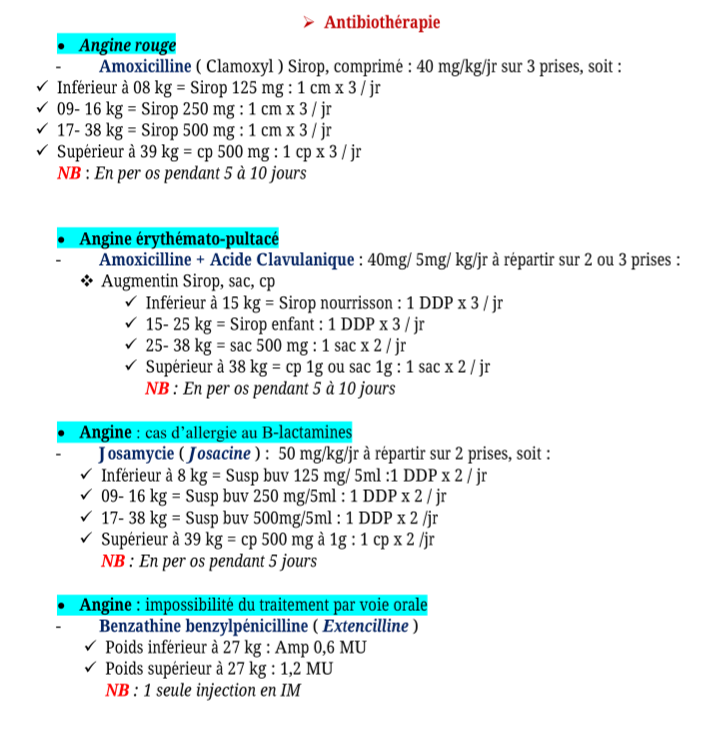 ➢ Antibiothérapie
• Angine rouge
- Amoxicilline ( Clamoxyl ) Sirop, comprimé : 40 mg/kg/jr sur 3 prises, soit :
✓ Inférieur à 08 kg = Sirop 125 mg : 1 cm x 3 / jr
✓ 09- 16 kg = Sirop 250 mg : 1 cm x 3 / jr
✓ 17- 38 kg = Sirop 500 mg : 1 cm x 3 / jr
✓ Supérieur à 39 kg = cp 500 mg : 1 cp x 3 / jr
NB : En per os pendant 5 à 10 jours
• Angine érythémato-pultacé
- Amoxicilline + Acide Clavulanique : 40mg/ 5mg/ kg/jr à répartir sur 2 ou 3 prises :
❖ Augmentin Sirop, sac, cp
✓ Inférieur à 15 kg = Sirop nourrisson : 1 DDP x 3 / jr
✓ 15- 25 kg = Sirop enfant : 1 DDP x 3 / jr
✓ 25- 38 kg = sac 500 mg : 1 sac x 2 / jr
✓ Supérieur à 38 kg = cp 1g ou sac 1g : 1 sac x 2 / jr
NB : En per os pendant 5 à 10 jours
• Angine : cas d’allergie au B-lactamines
- Josamycie ( Josacine ) : 50 mg/kg/jr à répartir sur 2 prises, soit :
✓ Inférieur à 8 kg = Susp buv 125 mg/ 5ml :1 DDP x 2 / jr
✓ 09- 16 kg = Susp buv 250 mg/5ml : 1 DDP x 2 / jr
✓ 17- 38 kg = Susp buv 500mg/5ml : 1 DDP x 2 /jr
✓ Supérieur à 39 kg = cp 500 mg à 1g : 1 cp x 2 /jr
NB : En per os pendant 5 jours
• Angine : impossibilité du traitement par voie orale
- Benzathine benzylpénicilline ( Extencilline )
✓ Poids inférieur à 27 kg : Amp 0,6 MU
✓ Poids supérieur à 27 kg : 1,2 MU
NB : 1 seule injection en IM